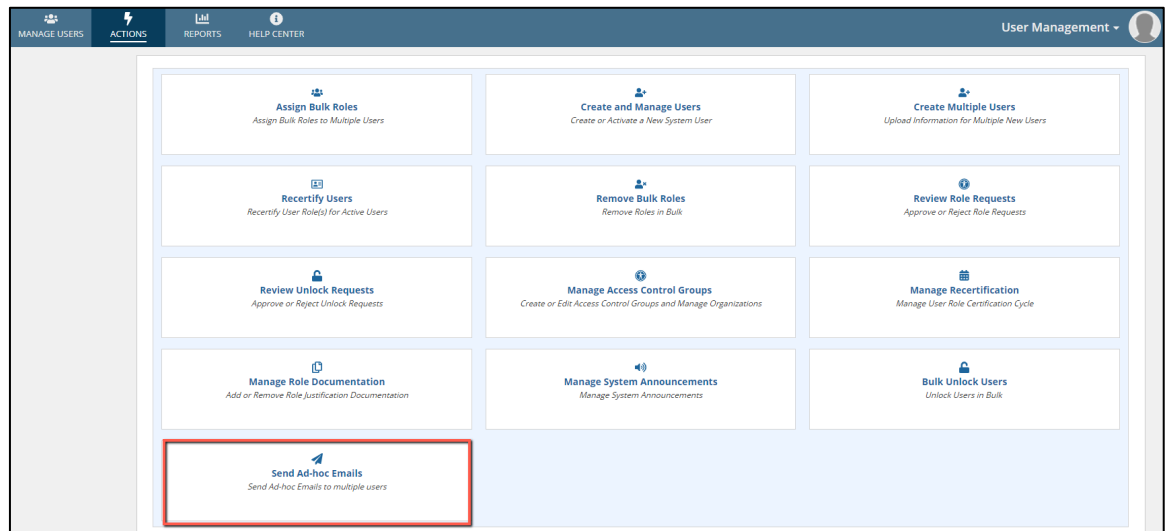 MANAGE USERS
ACTIONS
REPORTS
HELP CENTER
User Management
Assign Bulk Roles
Assign Bulk Roles to Multiple Users
Create and Manage Users
Create or Activate a New System User
Create Multiple Users
Upload Information for Multiple New Users
Recertify Users
Recertify User Role(s) for Active Users
Remove Bulk Roles
Remove Roles in Bulk
Review Role Requests
Approve or Reject Role Requests
Review Unlock Requests
Approve or Reject Unlock Requests
Manage Access Control Groups
Create or Edit Access Control Groups and Manage Organizations
Manage Recertification
Manage User Role Certification Cycle
Manage Role Documentation
Add or Remove Role Justification Documentation
Manage System Announcements
Manage System Announcements
Bulk Unlock Users
Unlock Users in Bulk
Send Ad-hoc Emails
Send Ad-hoc Emails to multiple users